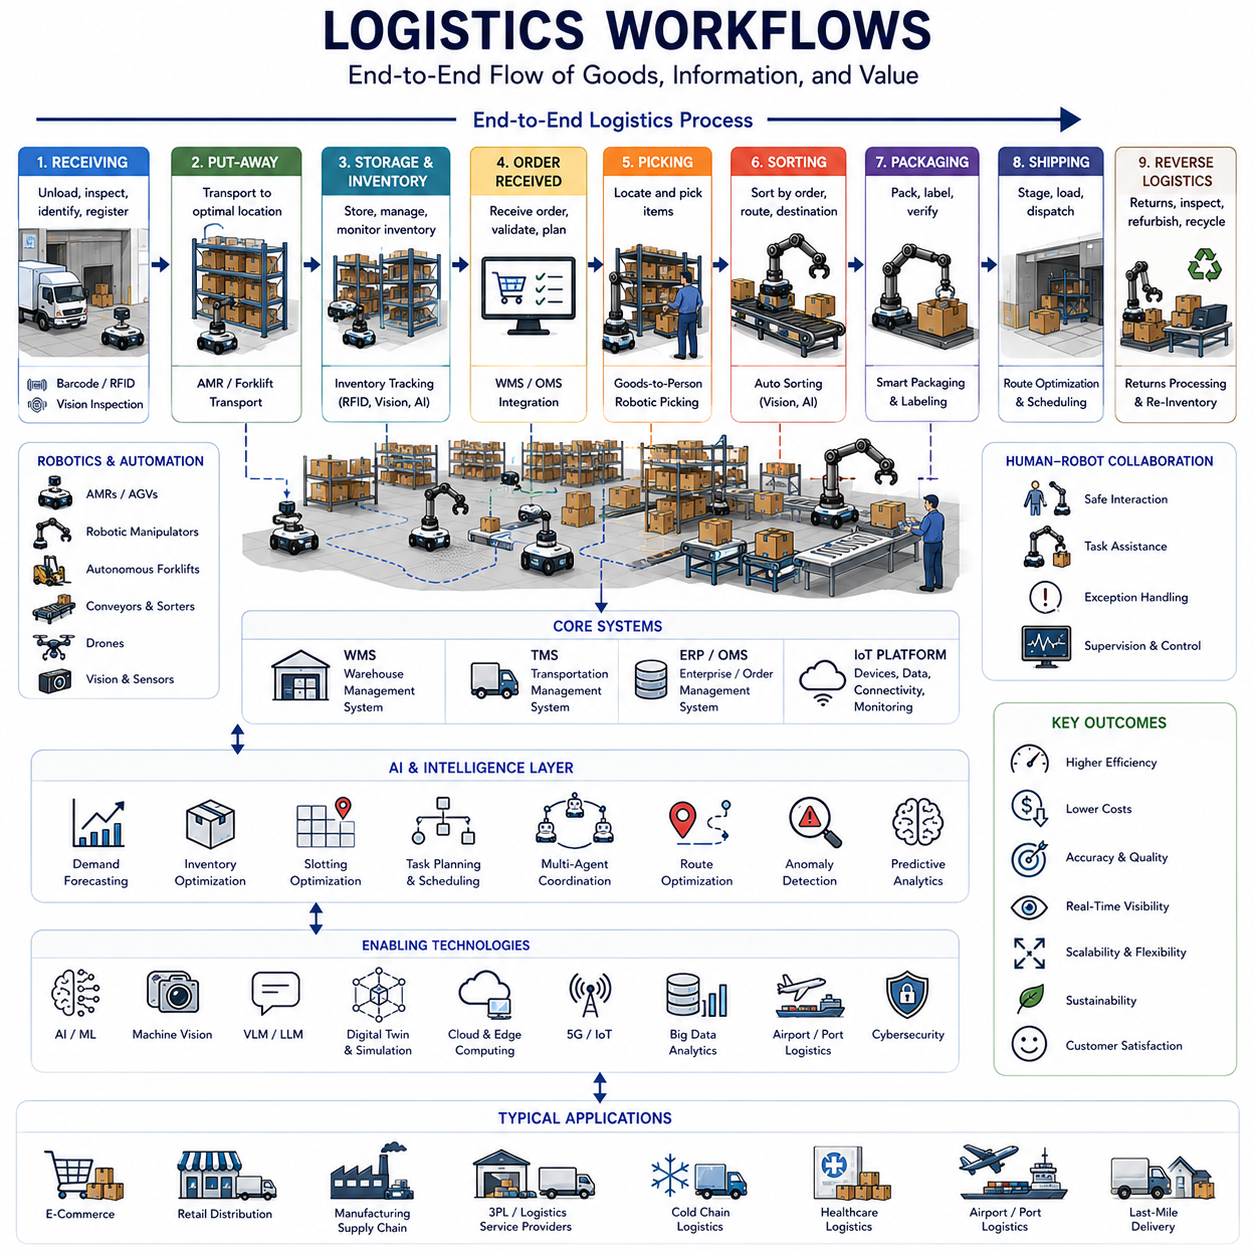 LOGISTICS WORKFLOWS
End-to-End Flow of Goods, Information, and Value
End-to-End Logistics Process
1. RECEIVING
Unload, inspect,
identify, register
Barcode / RFID
Vision Inspection
2. PUT-AWAY
Transport to
optimal location
AMR / Forklift
Transport
3. STORAGE &
INVENTORY
Store, manage,
monitor inventory
Inventory Tracking
(RFID, Vision, AI)
4. ORDER
RECEIVED
Receive order,
validate, plan
WMS / OMS
Integration
5. PICKING
Locate and pick
items
Goods-to-Person
Robotic Picking
6. SORTING
Sort by order,
route, destination
Auto Sorting
(Vision, AI)
7. PACKAGING
Pack, label,
verify
Smart Packaging
& Labeling
8. SHIPPING
Stage, load,
dispatch
Route Optimization
& Scheduling
9. REVERSE
LOGISTICS
Returns, inspect,
refurbish, recycle
Returns Processing
& Re-Inventory
ROBOTICS & AUTOMATION
AMRs / AGVs
Robotic Manipulators
Autonomous Forklifts
Conveyors & Sorters
Drones
Vision & Sensors
HUMAN–ROBOT COLLABORATION
Safe Interaction
Task Assistance
Exception Handling
Supervision & Control
CORE SYSTEMS
WMS
Warehouse
Management
System
TMS
Transportation
Management
System
ERP / OMS
Enterprise / Order
Management
System
IoT PLATFORM
Devices, Data,
Connectivity,
Monitoring
AI & INTELLIGENCE LAYER
Demand
Forecasting
Inventory
Optimization
Slotting
Optimization
Task Planning
& Scheduling
Multi-Agent
Coordination
Route
Optimization
Anomaly
Detection
Predictive
Analytics
KEY OUTCOMES
Higher Efficiency
Lower Costs
Accuracy & Quality
Real-Time Visibility
Scalability & Flexibility
Sustainability
Customer Satisfaction
ENABLING TECHNOLOGIES
AI / ML
Machine Vision
VLM / LLM
Digital Twin
& Simulation
Cloud & Edge
Computing
5G / IoT
Big Data
Analytics
Airport / Port
Logistics
Cybersecurity
TYPICAL APPLICATIONS
E-Commerce
Retail Distribution
Manufacturing
Supply Chain
3PL / Logistics
Service Providers
Cold Chain
Logistics
Healthcare
Logistics
Airport / Port
Logistics
Last-Mile
Delivery